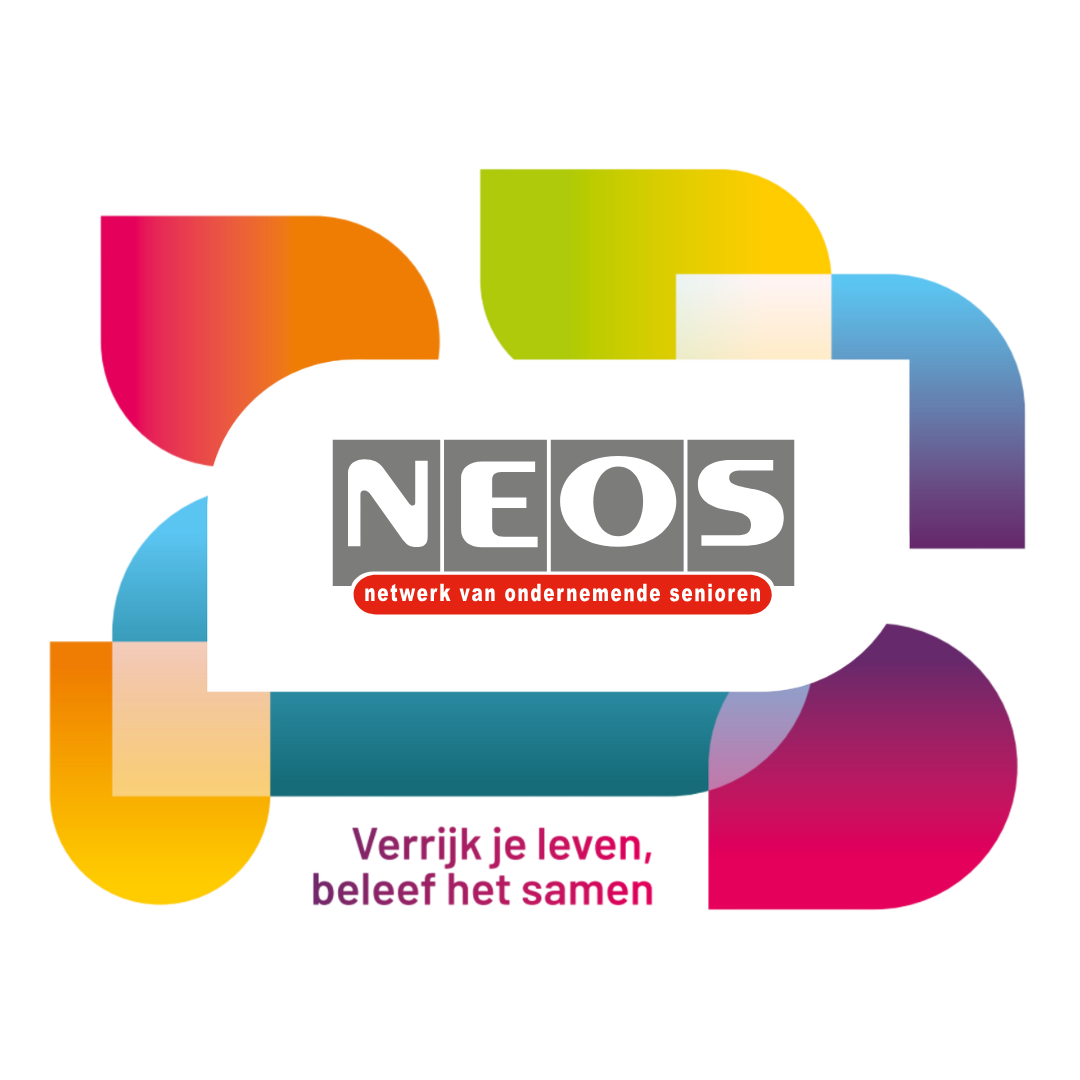 NEOS
netwerk van ondernemende senioren
Verrijk je leven,
beleef het samen